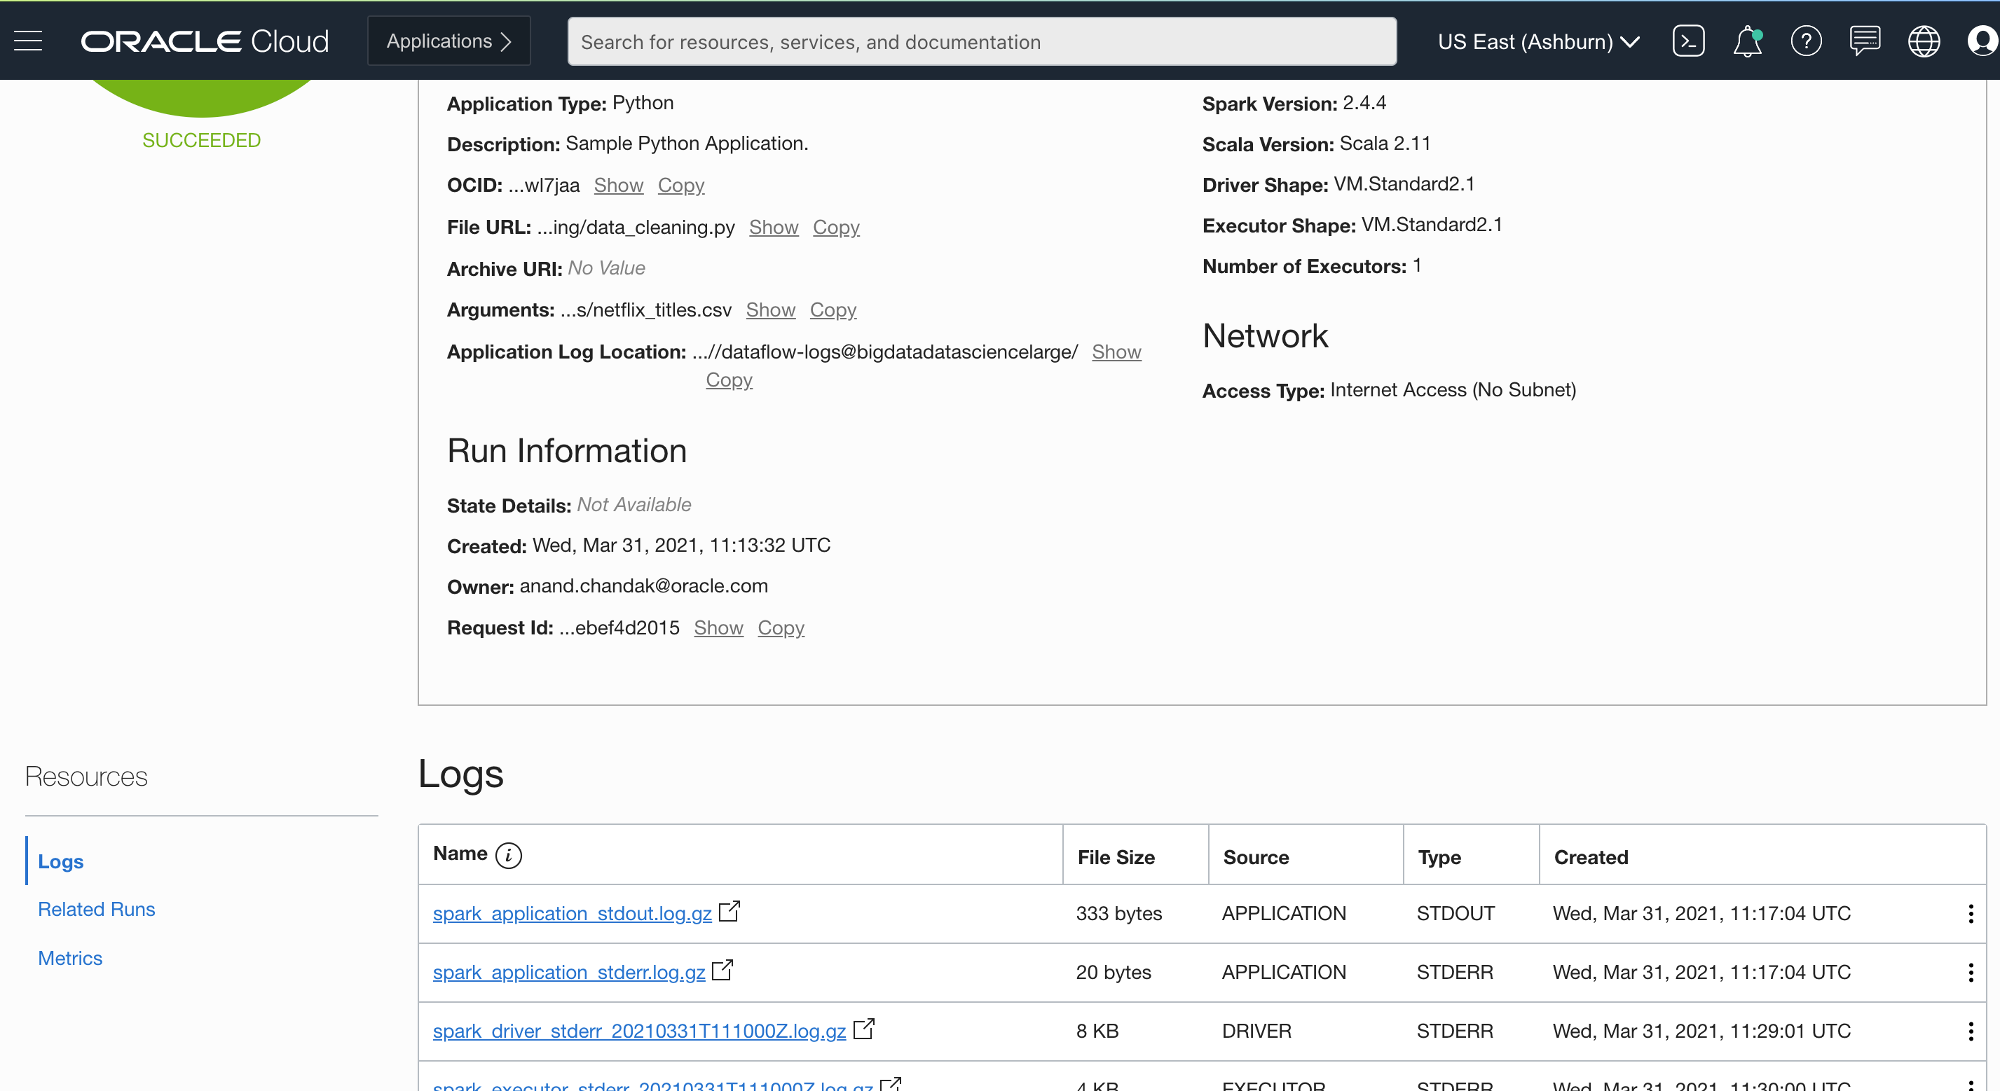 ORACLE Cloud Applications Search for resources, services, and documentation US East (Ashburn)
SUCCEEDED
Application Type: Python
Description: Sample Python Application.
OCID: ...wl7jaa Show Copy
File URL: ...ing/data_cleaning.py Show Copy
Archive URI: No Value
Arguments: ...s/netflix_titles.csv Show Copy
Application Log Location: ...//dataflow-logs@bigdatadatasciencelarge/ Show
Copy
Spark Version: 2.4.4
Scala Version: Scala 2.11
Driver Shape: VM.Standard2.1
Executor Shape: VM.Standard2.1
Number of Executors: 1
Network
Access Type: Internet Access (No Subnet)
Run Information
State Details: Not Available
Created: Wed, Mar 31, 2021, 11:13:32 UTC
Owner: anand.chandak@oracle.com
Request Id: ...ebef4d2015 Show Copy
Resources
Logs
Related Runs
Metrics
Logs
Name File Size Source Type Created
spark_application_stdout.log.gz 333 bytes APPLICATION STDOUT Wed, Mar 31, 2021, 11:17:04 UTC
spark_application_stderr.log.gz 20 bytes APPLICATION STDERR Wed, Mar 31, 2021, 11:17:04 UTC
spark_driver_stderr_20210331T111000Z.log.gz 8 KB DRIVER STDERR Wed, Mar 31, 2021, 11:29:01 UTC
spark_executor_stderr_20210331T111000Z.log.gz 4 KB EXECUTOR STDERR Wed, Mar 31, 2021, 11:30:00 UTC